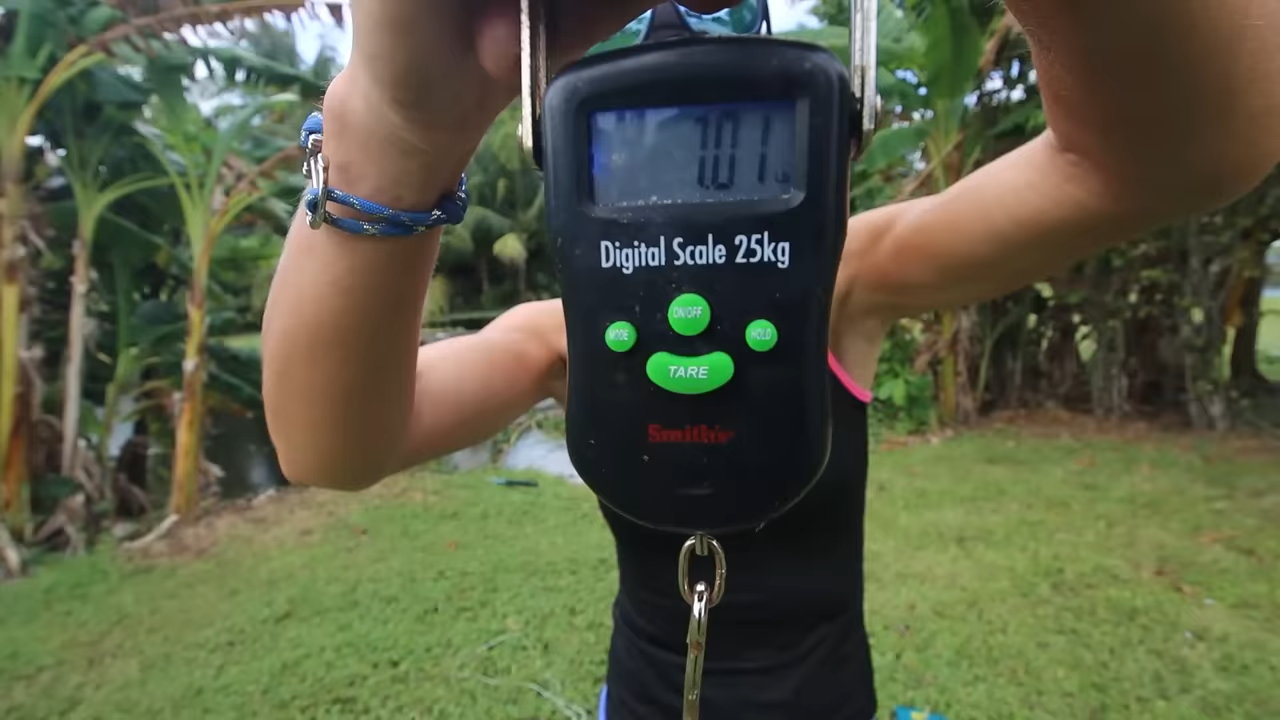 7.01
Digital Scale 25kg
ON/OFF
MODE
HOLD
TARE
Smith's